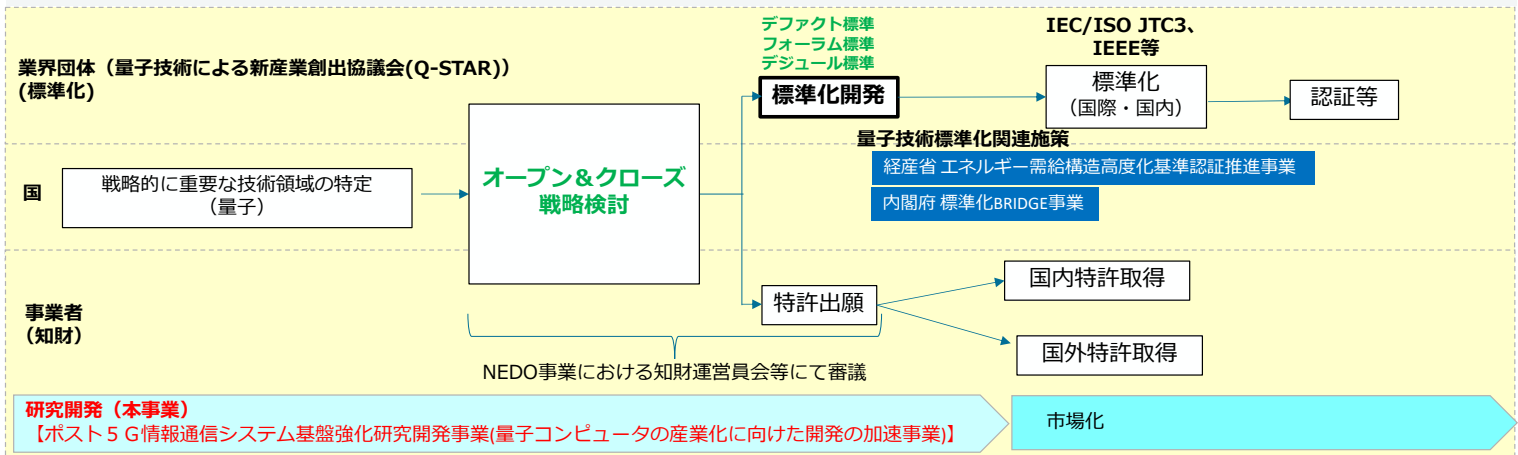 デファクト標準
フォーラム標準
デジュール標準
IEC/ISO JTC3、
IEEE等
業界団体（量子技術による新産業創出協議会(Q-STAR)）
(標準化)
標準化開発
標準化
（国際・国内）
認証等
量子技術標準化関連施策
経産省 エネルギー需給構造高度化基準認証推進事業
内閣府 標準化BRIDGE事業
国
戦略的に重要な技術領域の特定
（量子）
オープン＆クローズ
戦略検討
事業者
（知財）
特許出願
国内特許取得
国外特許取得
NEDO事業における知財運営員会等にて審議
研究開発（本事業）
【ポスト５Ｇ情報通信システム基盤強化研究開発事業(量子コンピュータの産業化に向けた開発の加速事業)】
市場化